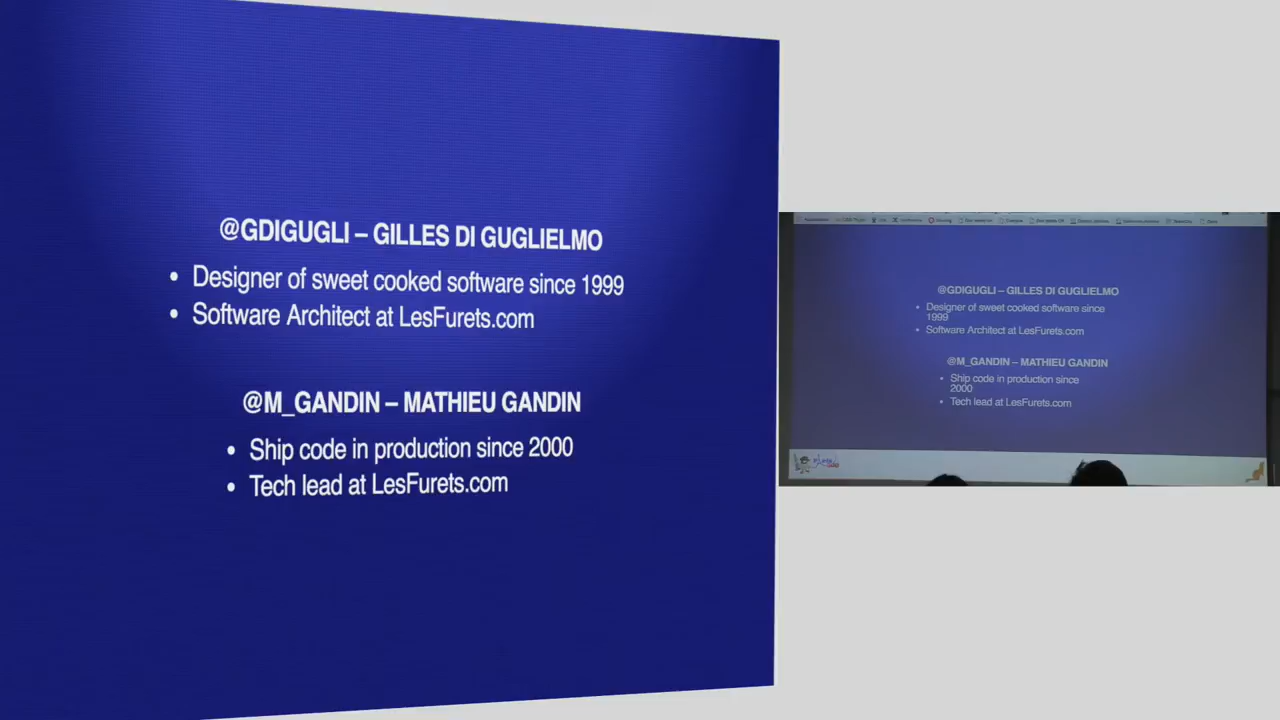 @GDIGUGLI – GILLES DI GUGLIELMO
• Designer of sweet cooked software since 1999
• Software Architect at LesFurets.com
@M_GANDIN – MATHIEU GANDIN
• Ship code in production since 2000
• Tech lead at LesFurets.com
@GDIGUGLI – GILLES DI GUGLIELMO
• Designer of sweet cooked software since
1999
• Software Architect at LesFurets.com
@M_GANDIN – MATHIEU GANDIN
• Ship code in production since
2000
• Tech lead at LesFurets.com